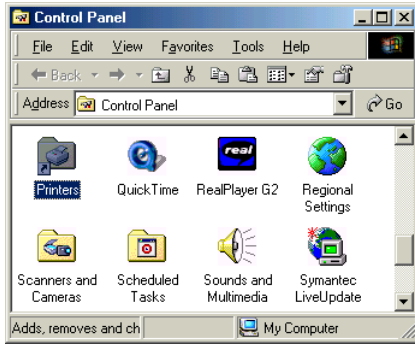 Control Panel
File Edit View Favorites Tools Help
Back
Address Control Panel Go
Printers QuickTime real RealPlayer G2 Regional Settings
Scanners and Cameras Scheduled Tasks Sounds and Multimedia Symantec LiveUpdate
Adds, removes and ch My Computer